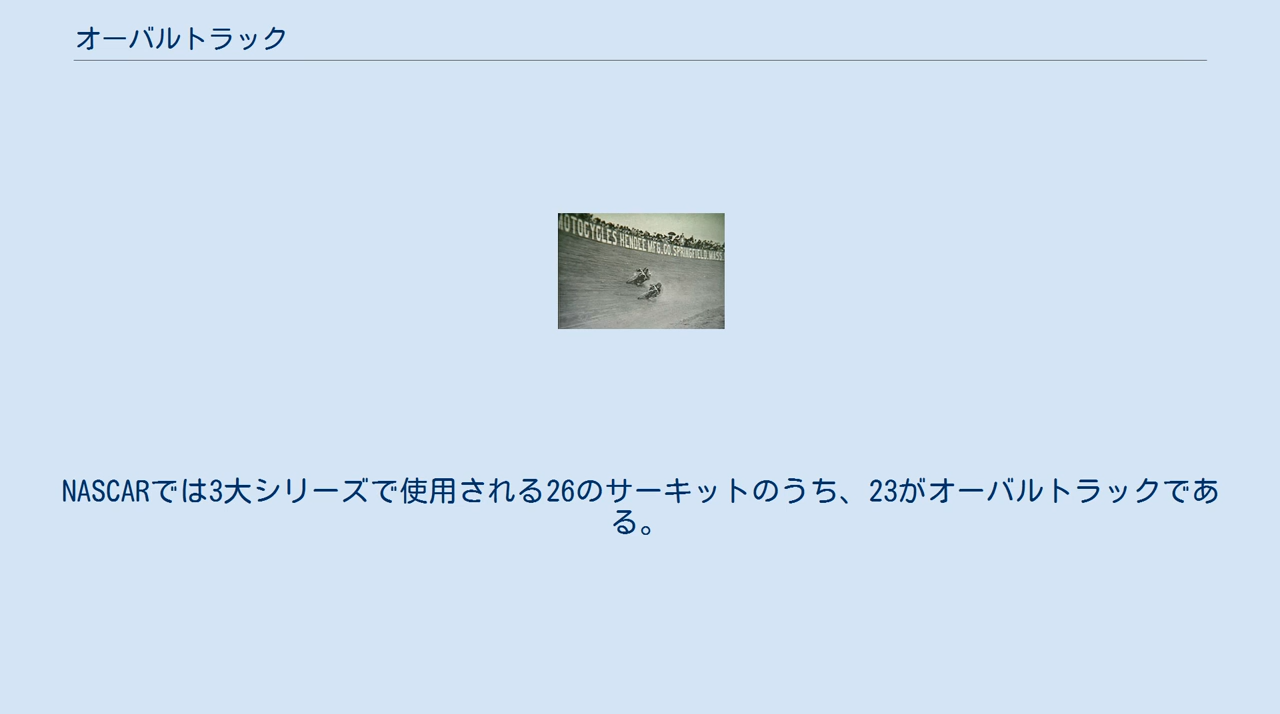 オーバルトラック
MOTOCYCLES HENDEE MFG. CO. SPRINGFIELD. MASS.
NASCARでは3大シリーズで使用される26のサーキットのうち、23がオーバルトラックであ
る。